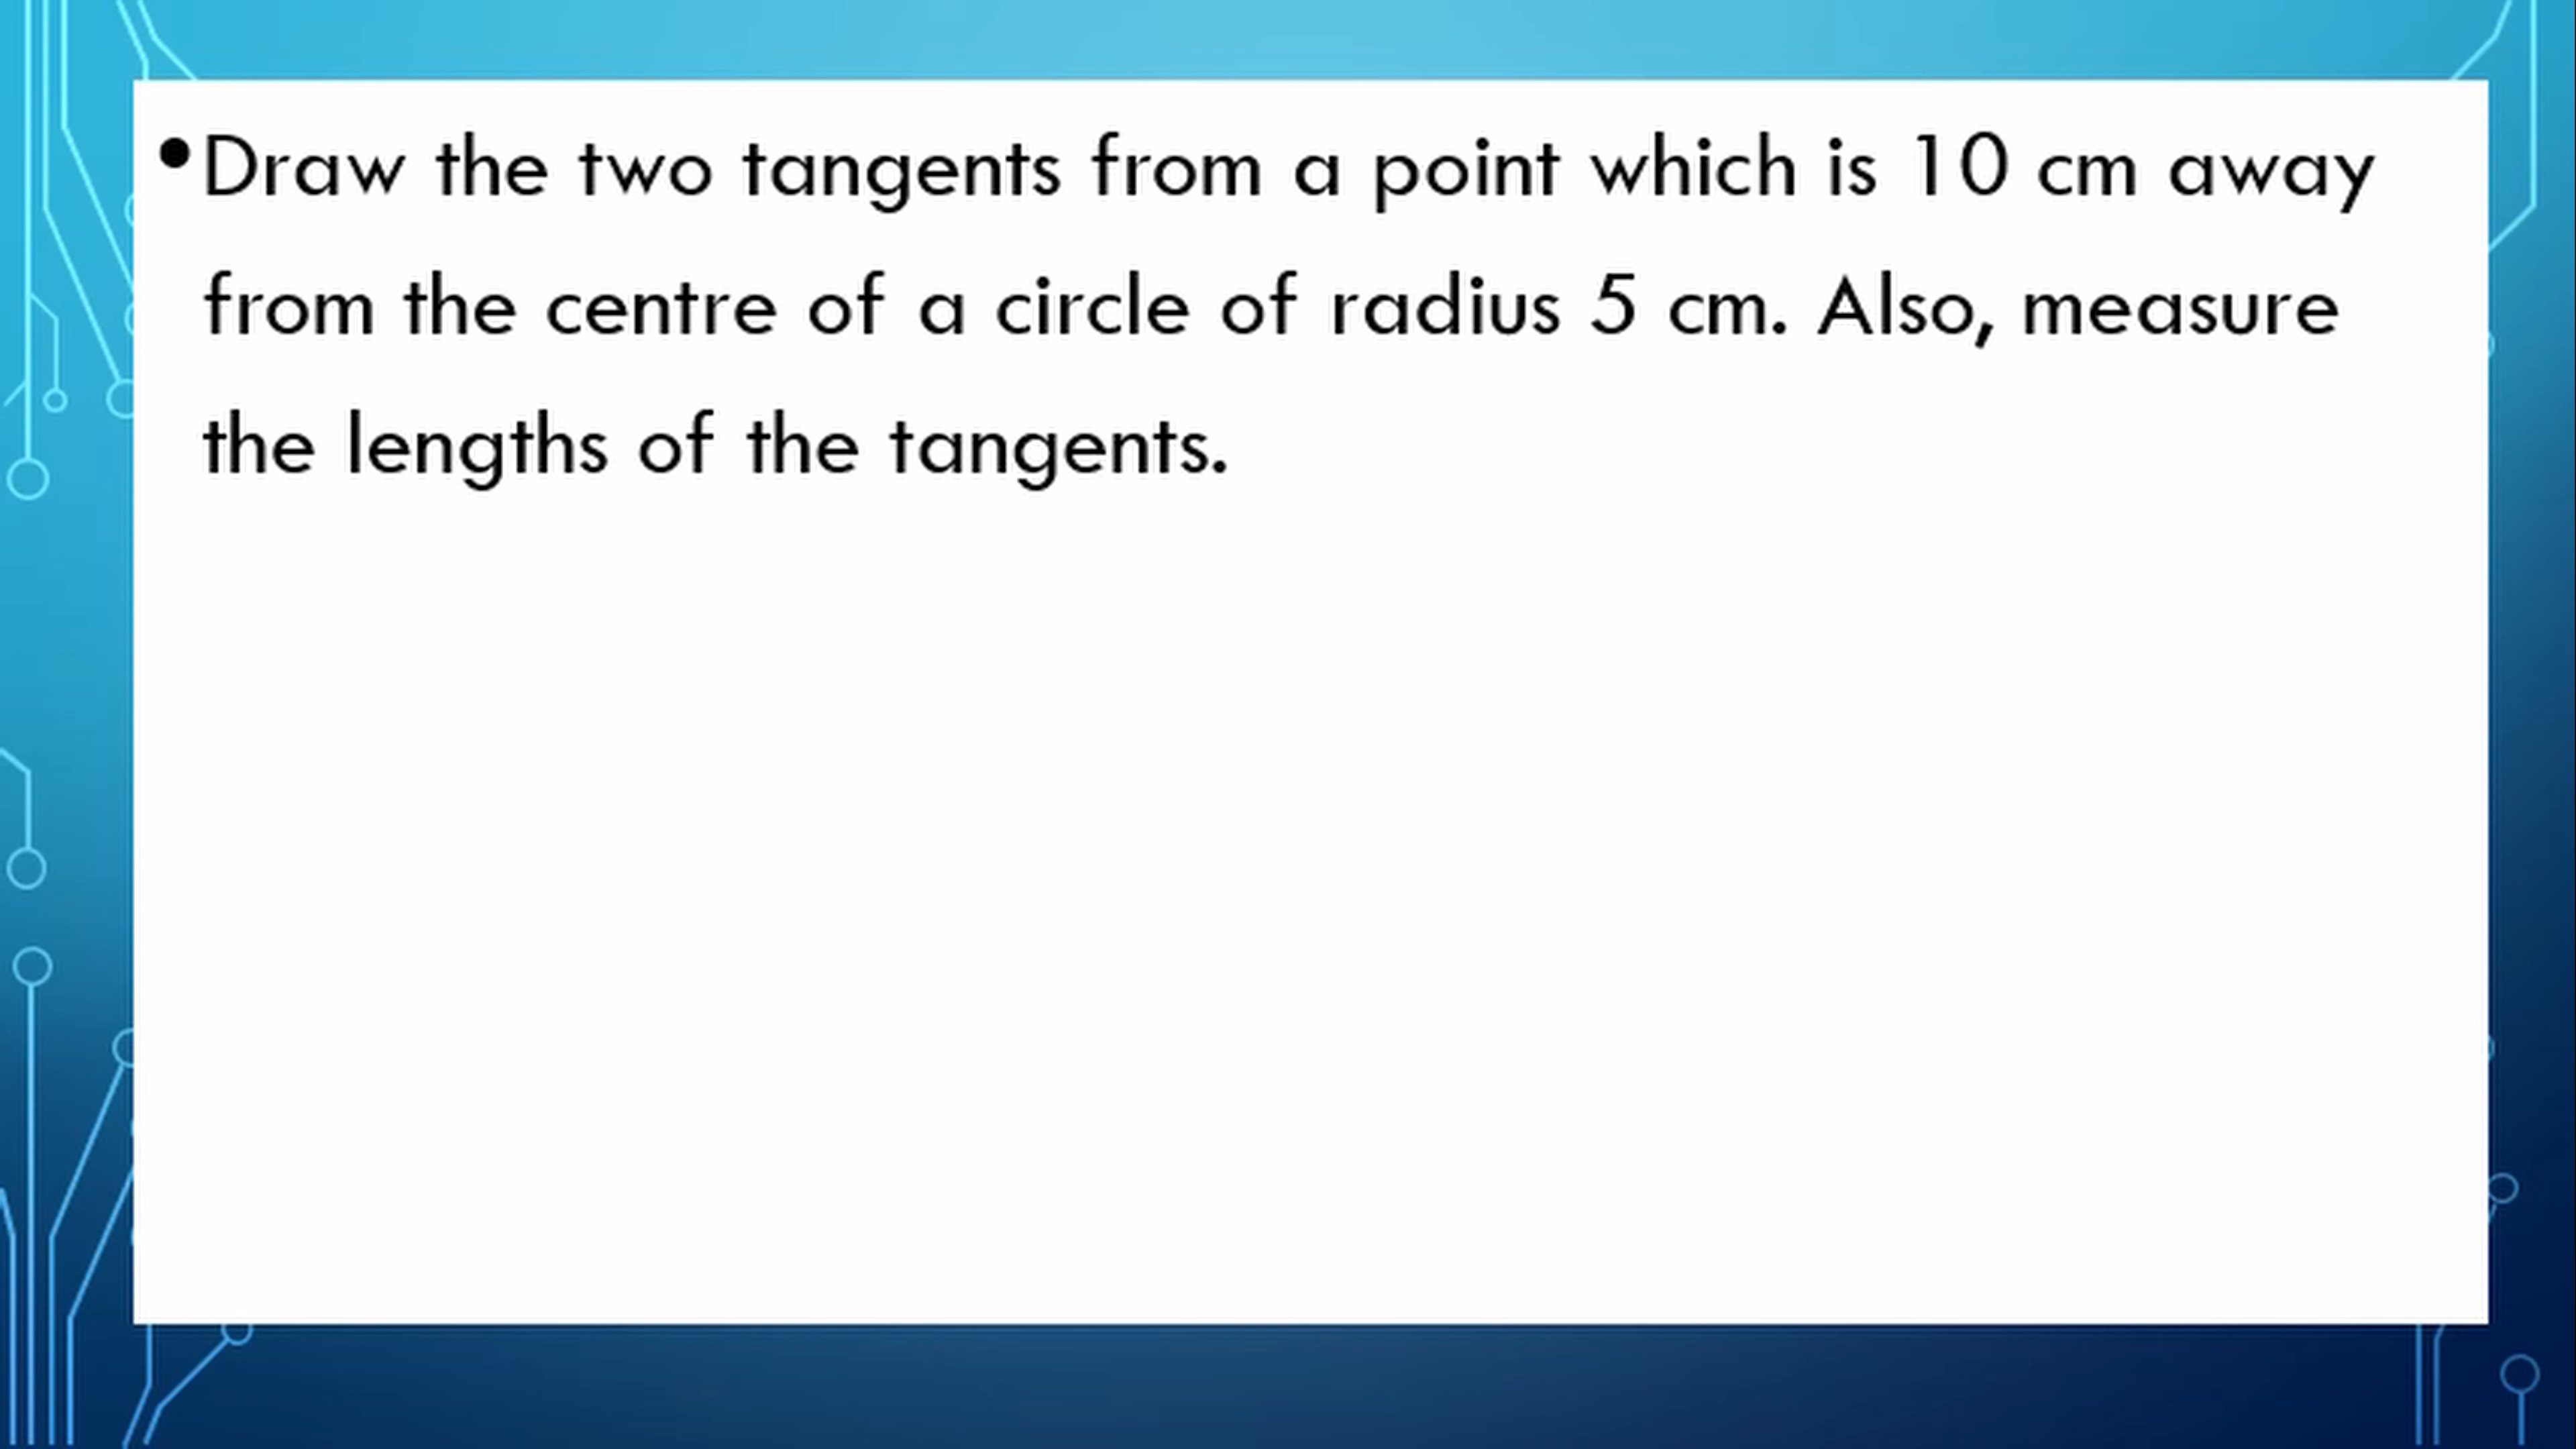 •Draw the two tangents from a point which is 10 cm away
from the centre of a circle of radius 5 cm. Also, measure
the lengths of the tangents.